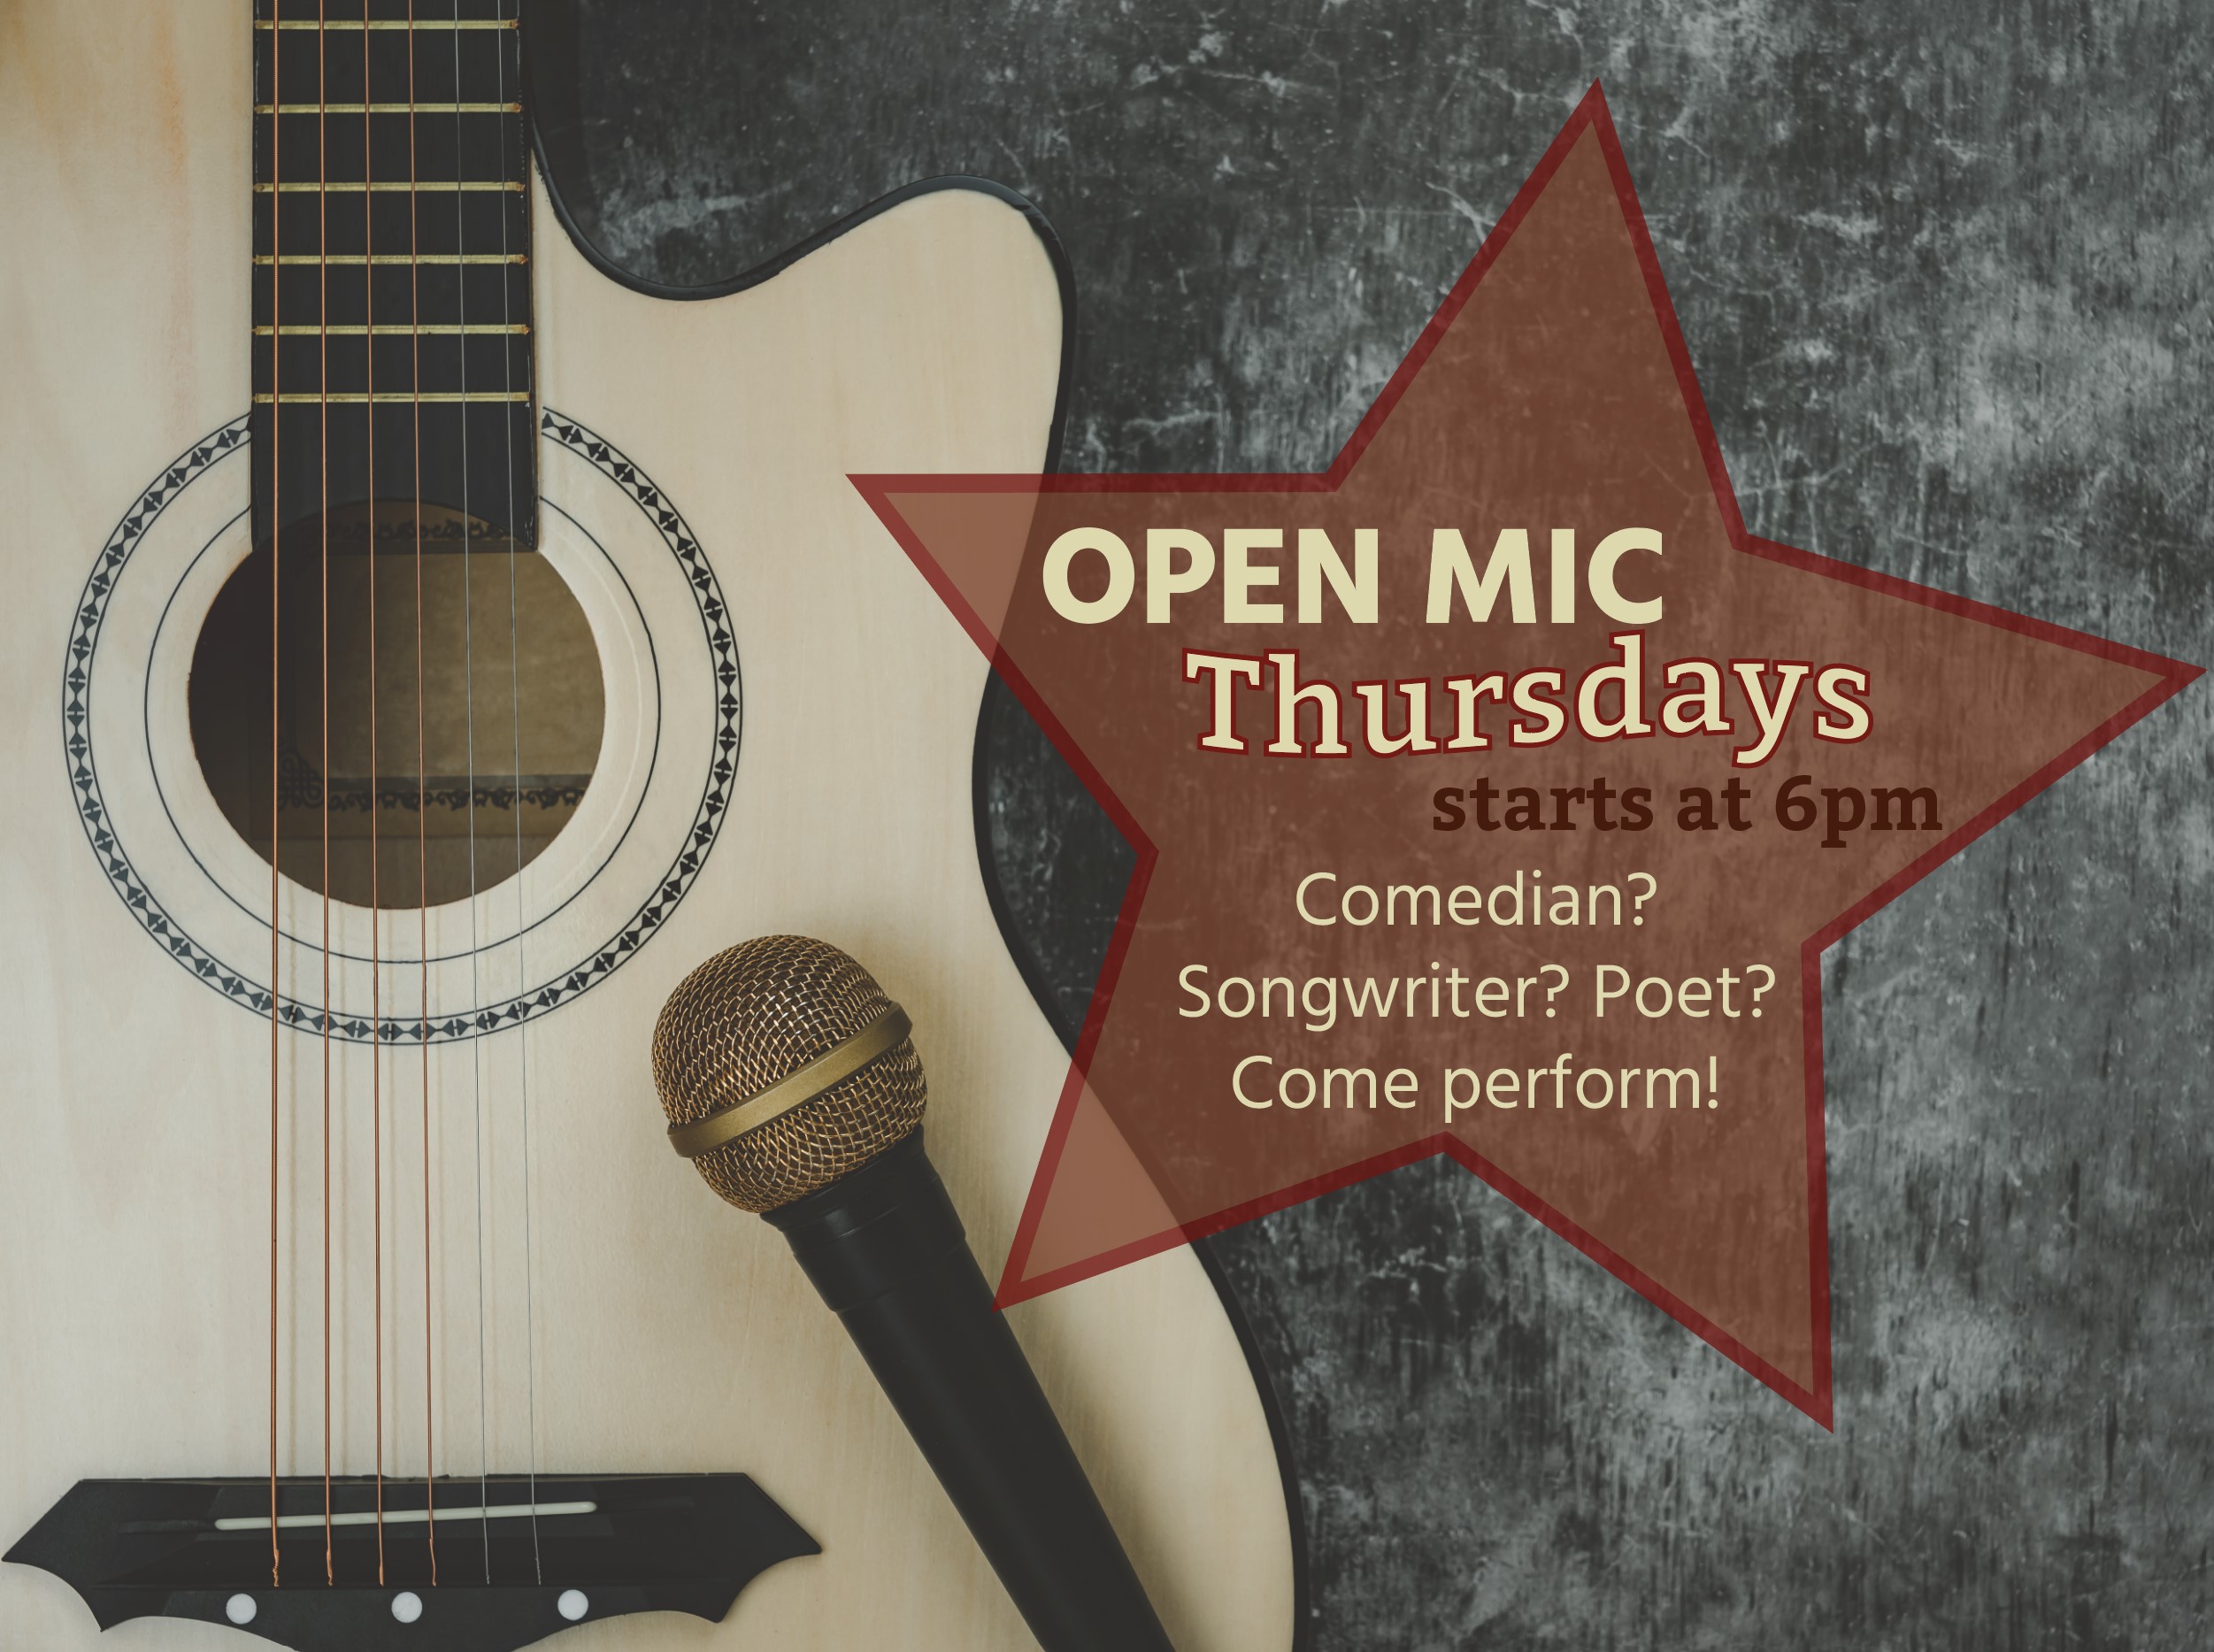 OPEN MIC
Thursdays
starts at 6pm
Comedian?
Songwriter? Poet?
Come perform!